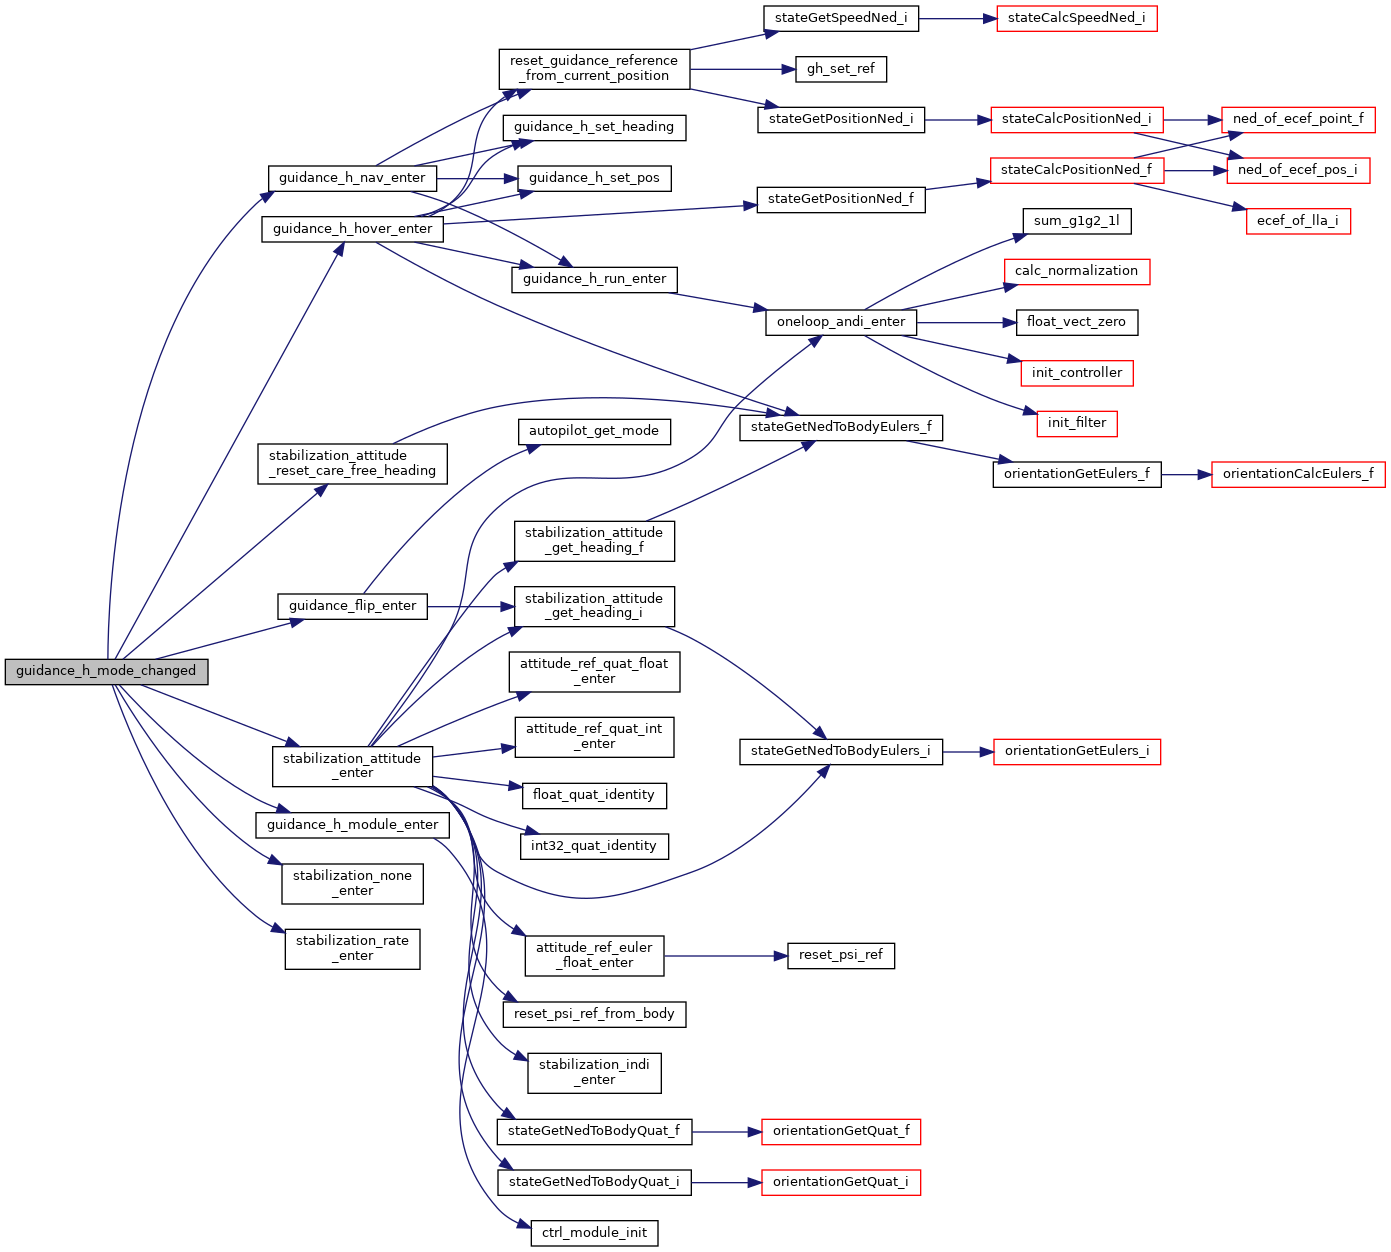 guidance_h_mode_changed
guidance_h_nav_enter
guidance_h_hover_enter
stabilization_attitude
_reset_care_free_heading
guidance_flip_enter
stabilization_attitude
_enter
guidance_h_module_enter
stabilization_none
_enter
stabilization_rate
_enter
reset_guidance_reference
_from_current_position
guidance_h_set_heading
guidance_h_set_pos
guidance_h_run_enter
autopilot_get_mode
stabilization_attitude
_get_heading_f
stabilization_attitude
_get_heading_i
attitude_ref_quat_float
_enter
attitude_ref_quat_int
_enter
float_quat_identity
int32_quat_identity
attitude_ref_euler
_float_enter
reset_psi_ref_from_body
stabilization_indi
_enter
stateGetNedToBodyQuat_f
stateGetNedToBodyQuat_i
ctrl_module_init
stateGetSpeedNed_i
gh_set_ref
stateGetPositionNed_i
stateGetPositionNed_f
oneloop_andi_enter
stateGetNedToBodyEulers_f
stateGetNedToBodyEulers_i
reset_psi_ref
orientationGetQuat_f
orientationGetQuat_i
stateCalcSpeedNed_i
stateCalcPositionNed_i
stateCalcPositionNed_f
sum_g1g2_1l
calc_normalization
float_vect_zero
init_controller
init_filter
orientationGetEulers_f
orientationGetEulers_i
ned_of_ecef_point_f
ned_of_ecef_pos_i
ecef_of_lla_i
orientationCalcEulers_f